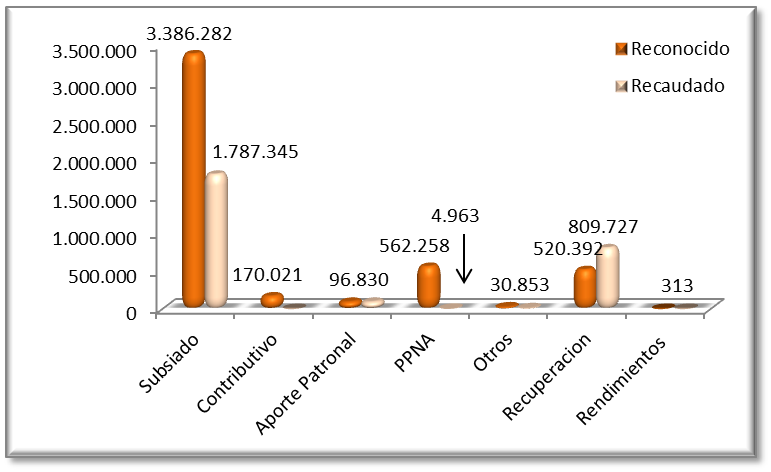 3.386.282
3.500.000
Reconocido
3.000.000
Recaudado
2.500.000
2.000.000
1.787.345
1.500.000
4.963
1.000.000
562.258
809.727
520.392
500.000
170.021
96.830
30.853
313
0
Subsiado
Contributivo
Aporte Patronal
PPNA
Otros
Recuperacion
Rendimientos